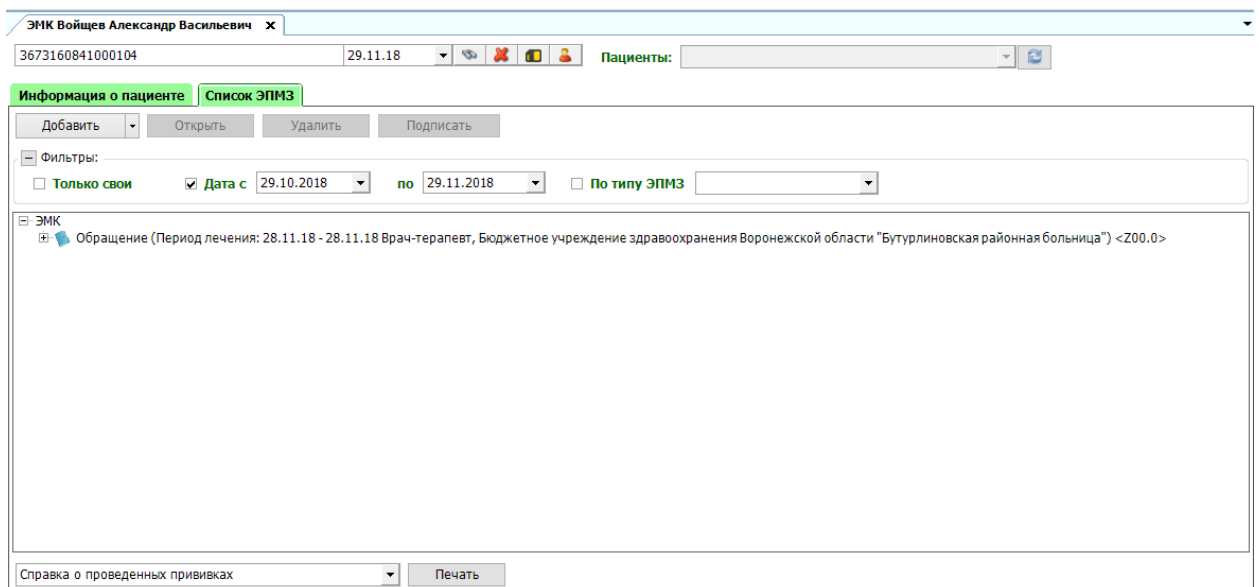 ЭМК Войщев Александр Васильевич X
3673160841000104 29.11.18 Пациенты:
Информация о пациенте Список ЭПМЗ
Добавить Открыть Удалить Подписать
Фильтры:
Только свои Дата с 29.10.2018 по 29.11.2018 По типу ЭПМЗ
ЭМК
Обращение (Период лечения: 28.11.18 - 28.11.18 Врач-терапевт, Бюджетное учреждение здравоохранения Воронежской области "Бутурлиновская районная больница") <Z00.0>
Справка о проведенных прививках Печать